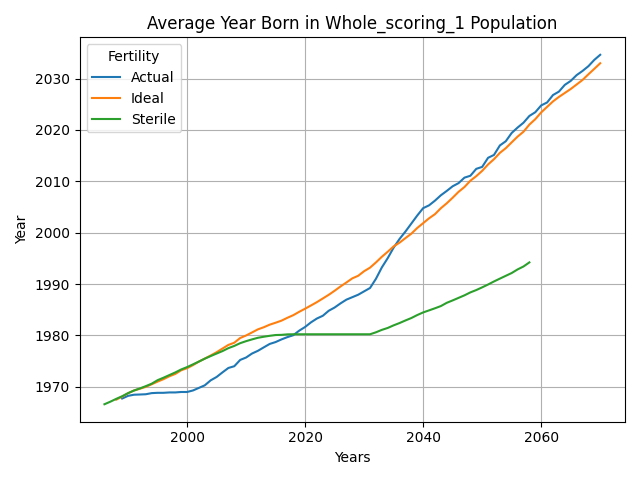 Average Year Born in Whole_scoring_1 Population
Fertility
Actual
Ideal
Sterile
2030
2020
2010
2000
1990
1980
1970
Year
2000
2020
2040
2060
Years